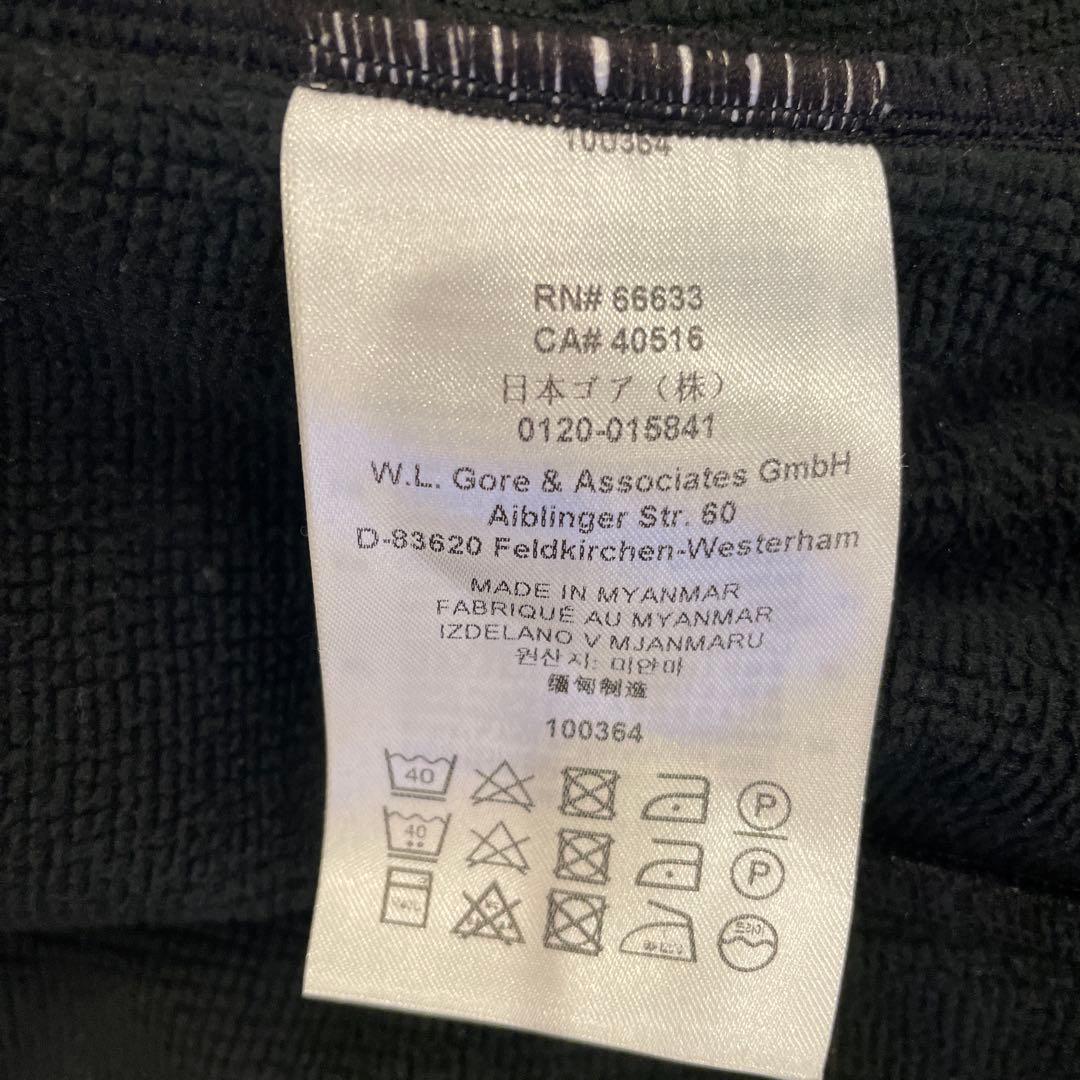 100364
RN# 66633
CA# 40516
日本ゴア（株）
0120-015841
W.L. Gore & Associates GmbH
Aiblinger Str. 60
D-83620 Feldkirchen-Westerham
MADE IN MYANMAR
FABRIQUÉ AU MYANMAR
IZDELANO V MJANMARU
원산지: 미얀마
缅甸制造
100364
40 P
40 P